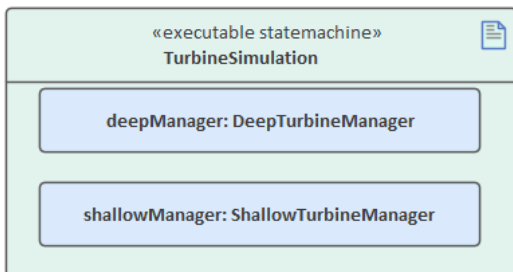 «executable statemachine»
TurbineSimulation
deepManager: DeepTurbineManager
shallowManager: ShallowTurbineManager